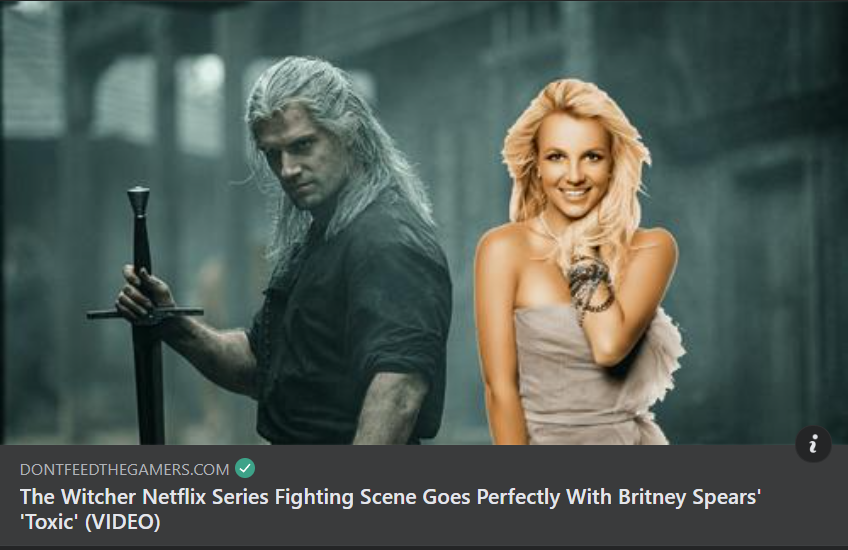 DONTFEEDTHEGAMERS.COM
The Witcher Netflix Series Fighting Scene Goes Perfectly With Britney Spears'
'Toxic' (VIDEO)